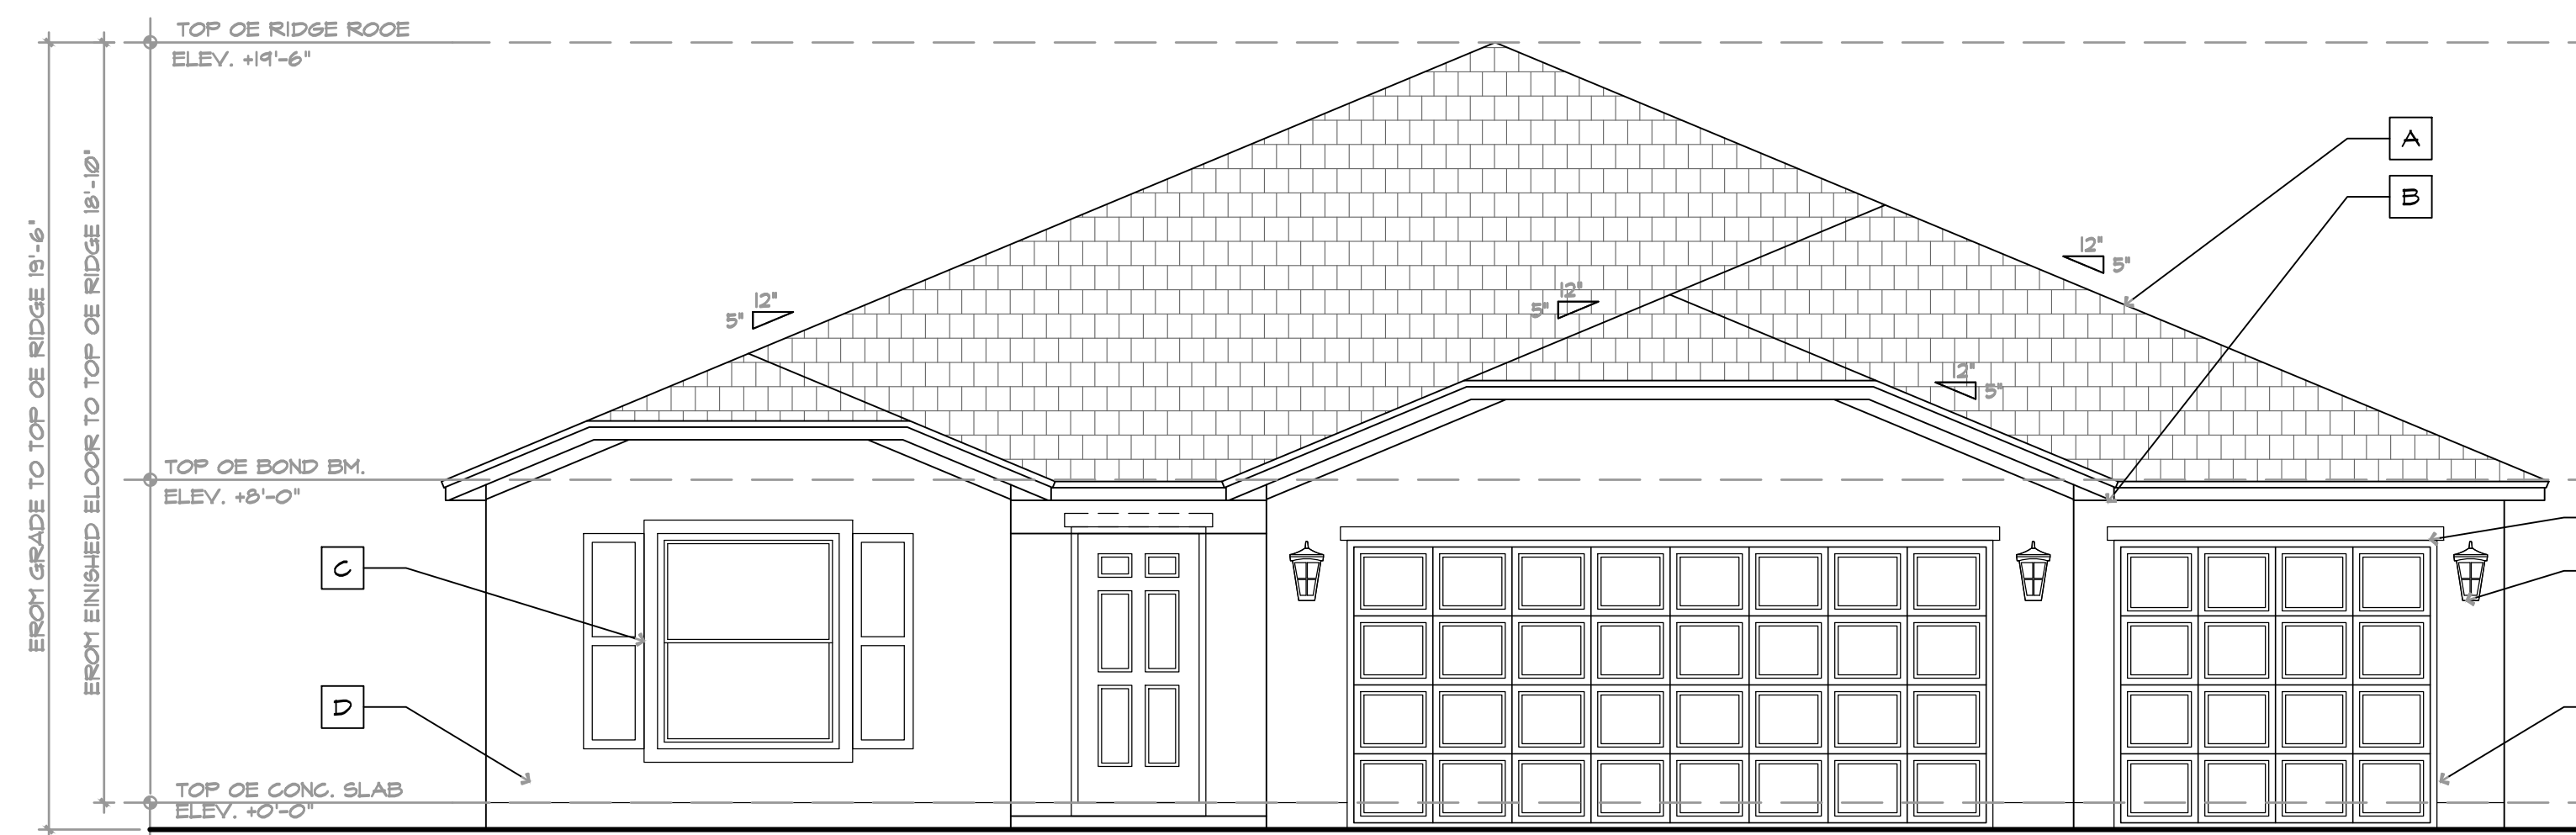 TOP OE RIDGE ROOE
ELEV. +19'-6"
EROM GRADE TO TOP OE RIDGE 19'-6"
EROM EINISHED ELOOR TO TOP OE RIDGE 18'-10"
A
B
12"
5"
12"
5"
12"
5"
12"
5"
TOP OE BOND BM.
ELEV. +8'-0"
C
D
TOP OE CONC. SLAB
ELEV. +0'-0"